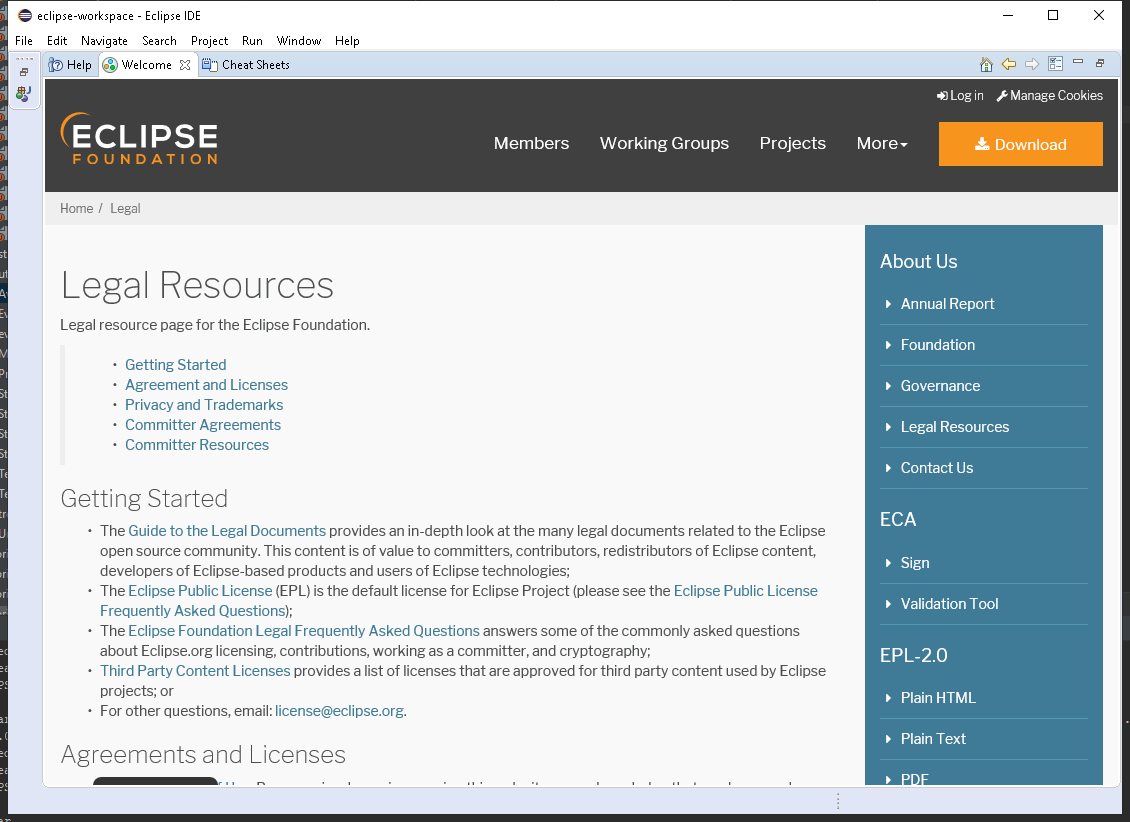 eclipse-workspace - Eclipse IDE
File Edit Navigate Search Project Run Window Help
Help Welcome Cheat Sheets
Log in Manage Cookies
ECLIPSE
FOUNDATION
Members Working Groups Projects More Download
Home / Legal
Legal Resources
Legal resource page for the Eclipse Foundation.
• Getting Started
• Agreement and Licenses
• Privacy and Trademarks
• Committer Agreements
• Committer Resources
Getting Started
• The Guide to the Legal Documents provides an in-depth look at the many legal documents related to the Eclipse
open source community. This content is of value to committers, contributors, redistributors of Eclipse content,
developers of Eclipse-based products and users of Eclipse technologies;
• The Eclipse Public License (EPL) is the default license for Eclipse Project (please see the Eclipse Public License
Frequently Asked Questions);
• The Eclipse Foundation Legal Frequently Asked Questions answers some of the commonly asked questions
about Eclipse.org licensing, contributions, working as a committer, and cryptography;
• Third Party Content Licenses provides a list of licenses that are approved for third party content used by Eclipse
projects; or
• For other questions, email: license@eclipse.org.
Agreements and Licenses
About Us
Annual Report
Foundation
Governance
Legal Resources
Contact Us
ECA
Sign
Validation Tool
EPL-2.0
Plain HTML
Plain Text
PDF